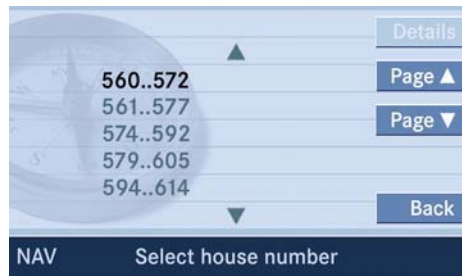 Details
560..572
Page ▲
561..577
574..592
Page ▼
579..605
594..614
Back
NAV Select house number